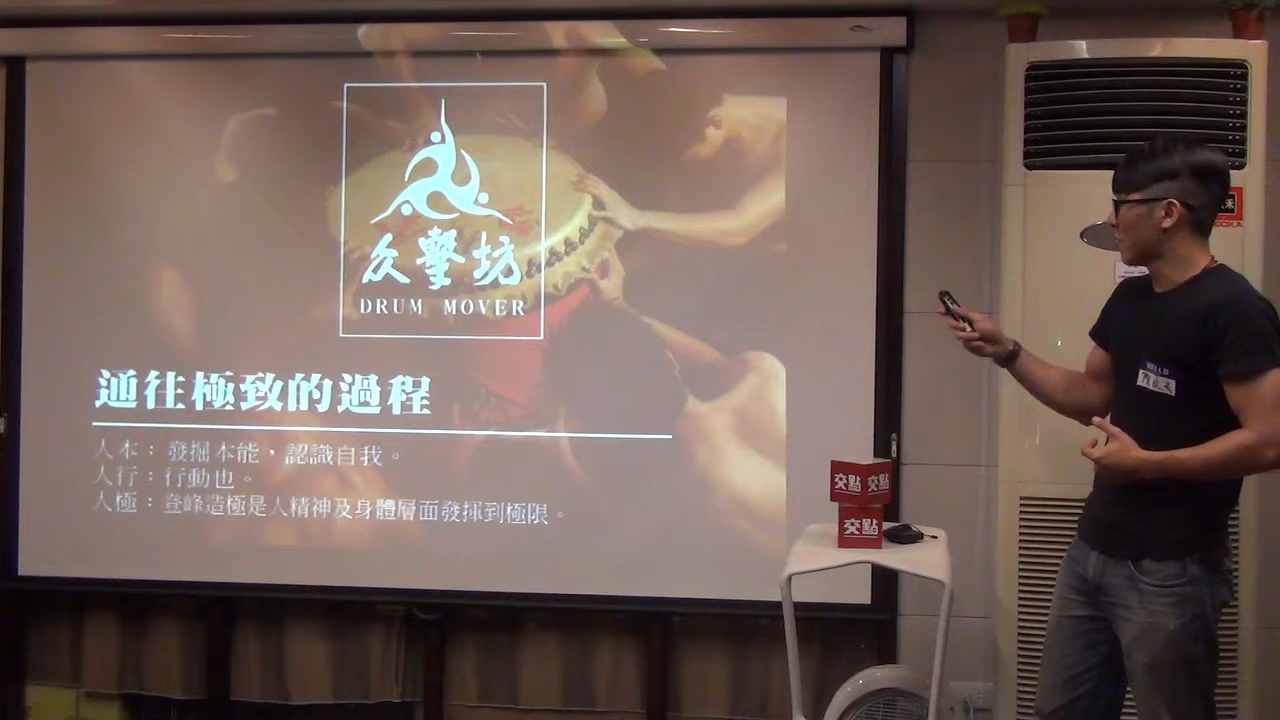 众擊坊
DRUM MOVER
通往極致的過程
人本：發掘本能，認識自我。
人行：行動也。
人極：登峰造極是人精神及身體層面發揮到極限。
交點
交點
交點
HELLO